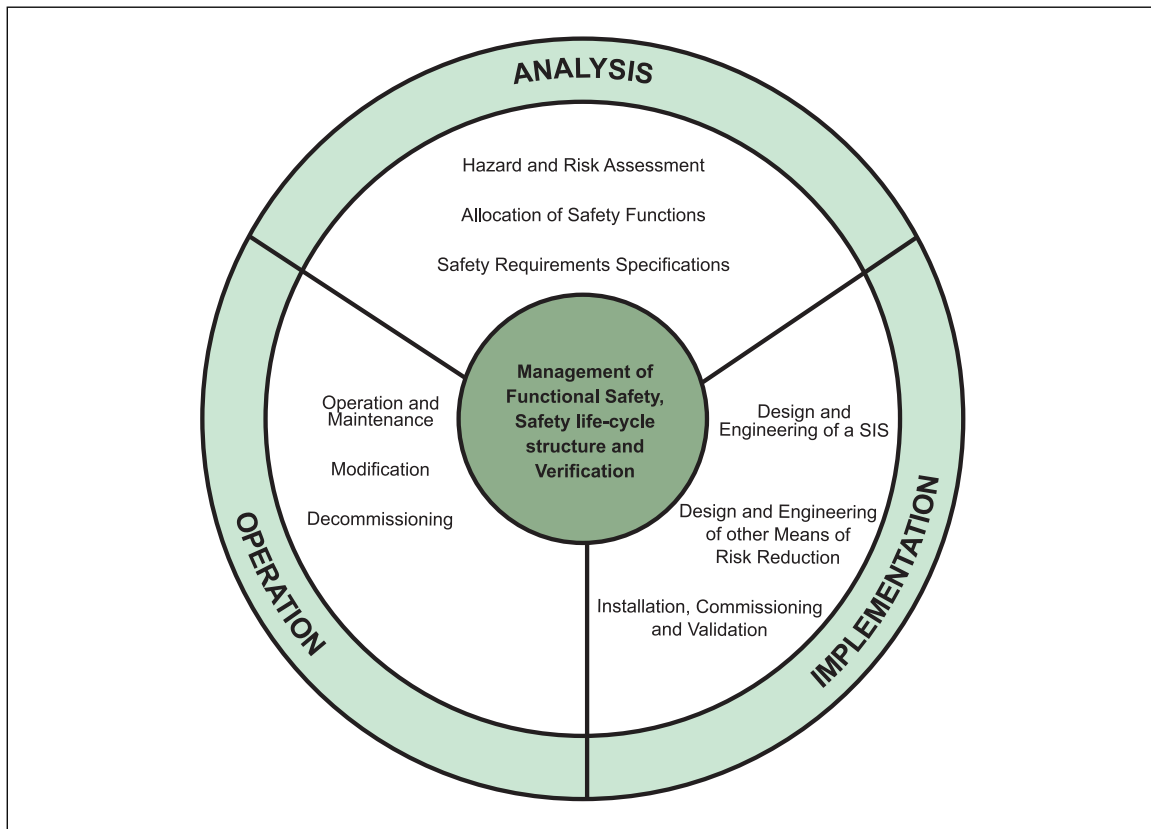 ANALYSIS
Hazard and Risk Assessment
Allocation of Safety Functions
Safety Requirements Specifications
Management of
Functional Safety,
Safety life-cycle
structure and
Verification
Operation and
Maintenance
Modification
Decommissioning
OPERATION
Design and
Engineering of a SIS
Design and Engineering
of other Means of
Risk Reduction
Installation, Commissioning
and Validation
IMPLEMENTATION